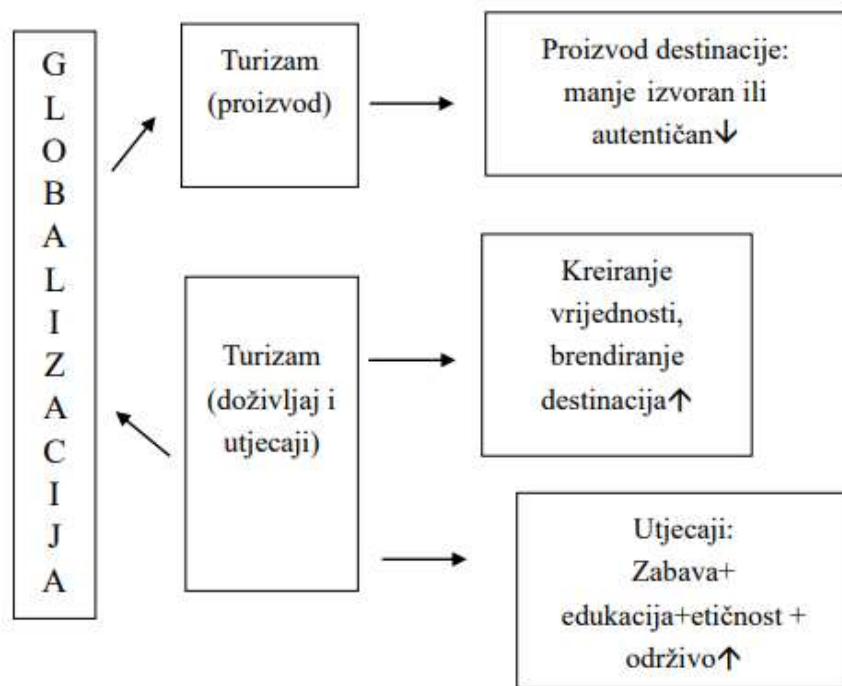 GLOBALIZACIJA
Turizam
(proizvod)
Proizvod destinacije:
manje izvoran ili
autentičan↓
Turizam
(doživljaj i
utjecaji)
Kreiranje
vrijednosti,
brendiranje
destinacija↑
Utjecaji:
Zabava+
edukacija+etičnost +
održivo↑